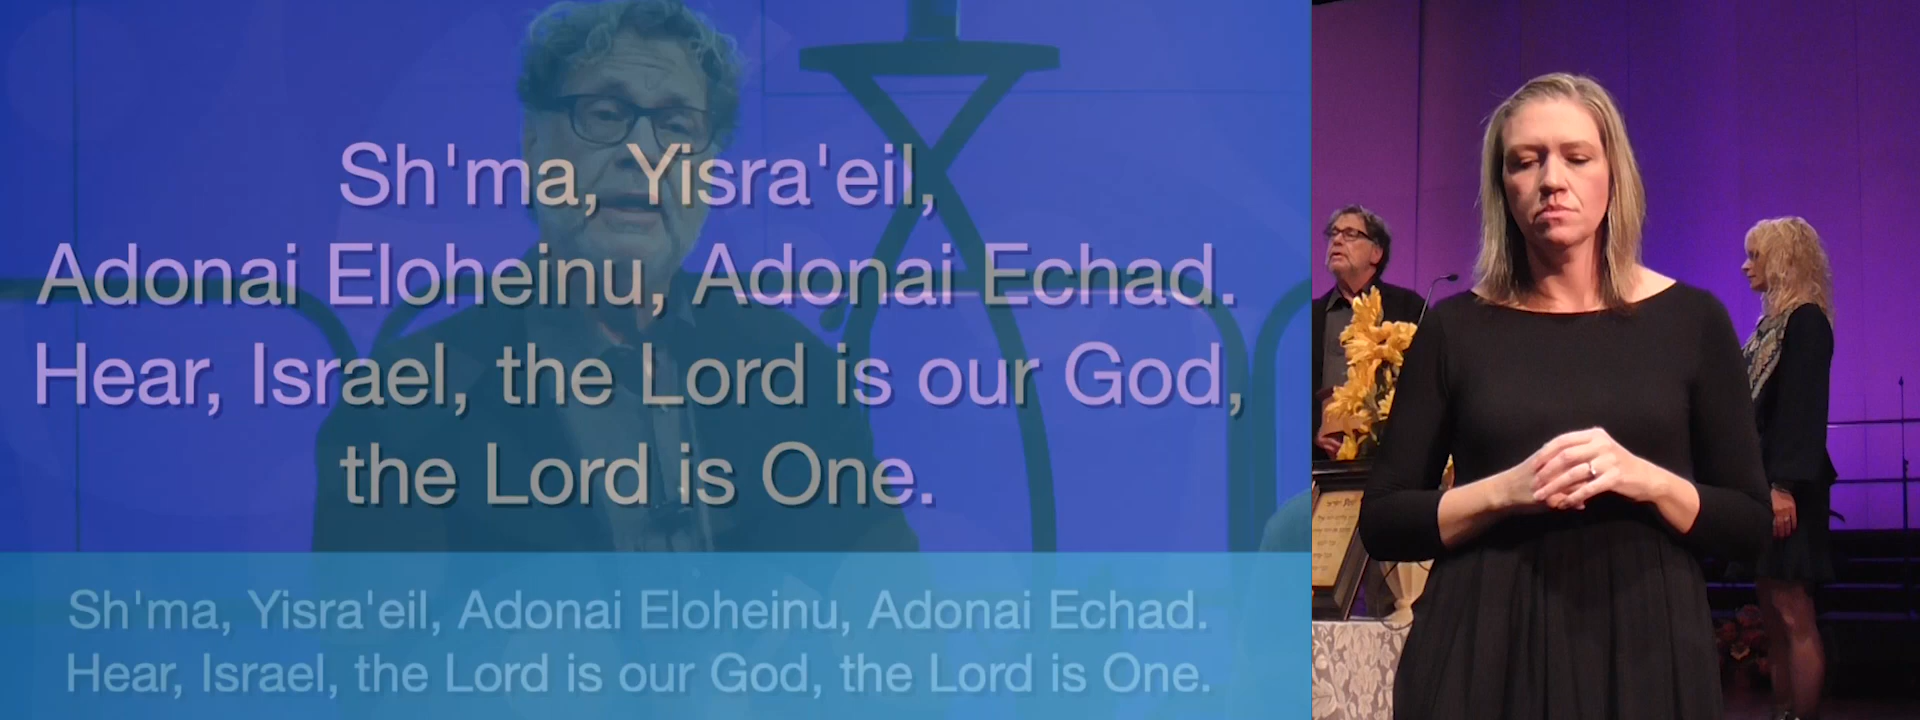 Sh'ma, Yisra'eil,
Adonai Eloheinu, Adonai Echad.
Hear, Israel, the Lord is our God,
the Lord is One.
Sh'ma, Yisra'eil, Adonai Eloheinu, Adonai Echad.
Hear, Israel, the Lord is our God, the Lord is One.